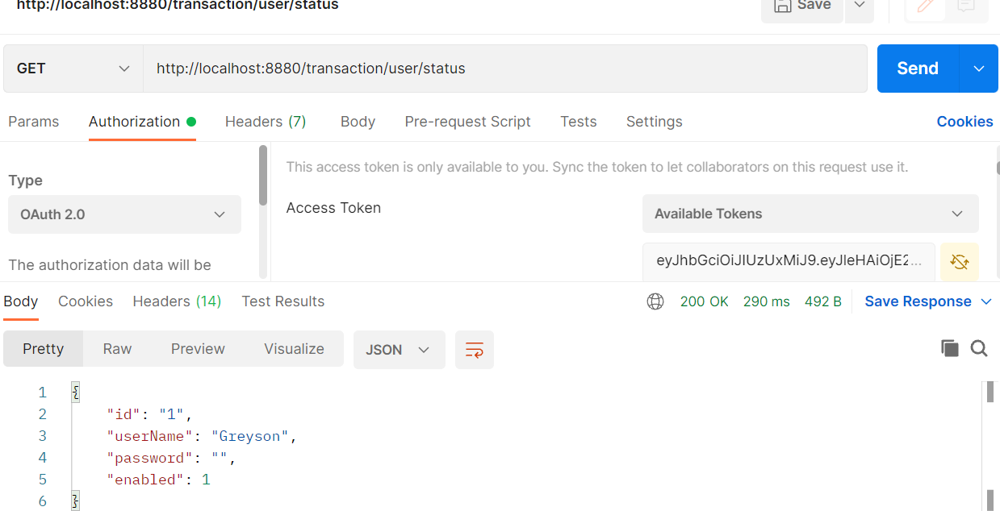 http://localhost:8880/transaction/user/status
Save
GET
http://localhost:8880/transaction/user/status
Send
Params
Authorization
Headers (7)
Body
Pre-request Script
Tests
Settings
Cookies
This access token is only available to you. Sync the token to let collaborators on this request use it.
Type
OAuth 2.0
Access Token
Available Tokens
The authorization data will be
eyJhbGciOiJIUzUxMiJ9.eyJleHAiOjE2...
Body
Cookies
Headers (14)
Test Results
200 OK
290 ms
492 B
Save Response
Pretty
Raw
Preview
Visualize
JSON
1 {
2 "id": "1",
3 "userName": "Greyson",
4 "password": "",
5 "enabled": 1
6 }